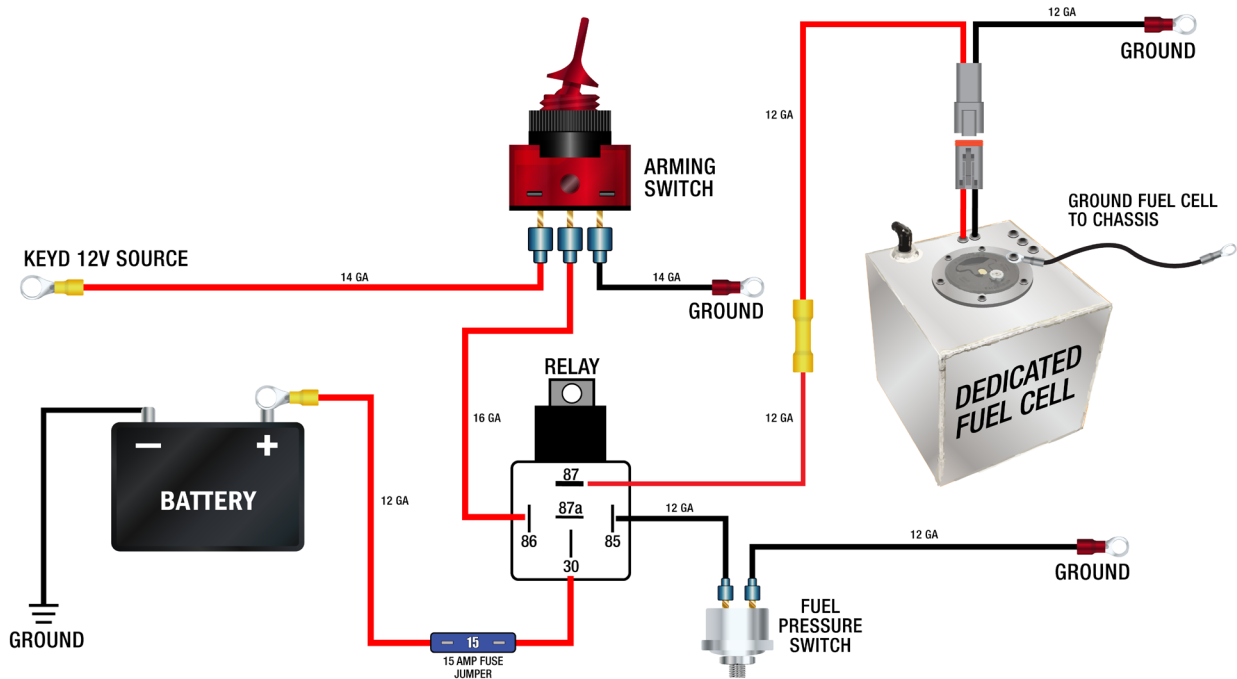 12 GA
GROUND
12 GA
ARMING
SWITCH
GROUND FUEL CELL
TO CHASSIS
KEYD 12V SOURCE
14 GA
14 GA
GROUND
RELAY
DEDICATED
FUEL CELL
16 GA
12 GA
BATTERY
12 GA
87
87a
86
85
30
12 GA
12 GA
GROUND
FUEL
PRESSURE
SWITCH
GROUND
15
15 AMP FUSE
JUMPER